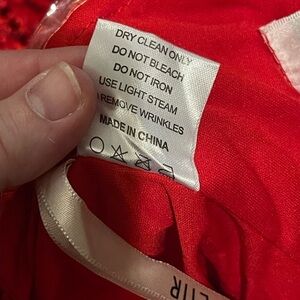 DRY CLEAN ONLY
DO NOT BLEACH
DO NOT IRON
USE LIGHT STEAM
REMOVE WRINKLES
MADE IN CHINA